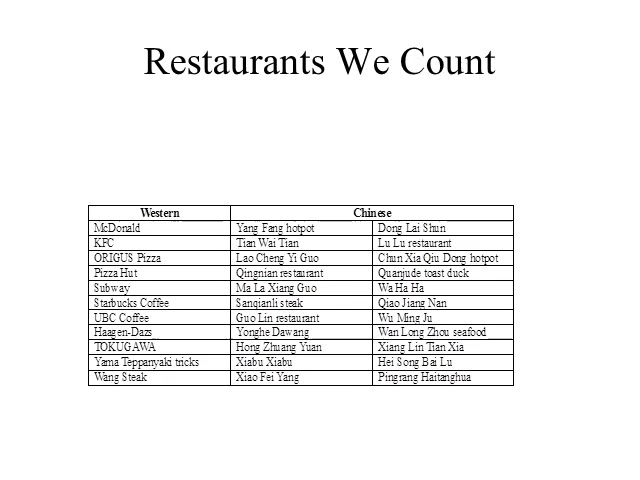 Restaurants We Count
Western Chinese
McDonald Yang Fang hotpot Dong Lai Shun
KFC Tian Wai Tian Lu Lu restaurant
ORIGUS Pizza Lao Cheng Yi Guo Chun Xia Qiu Dong hotpot
Pizza Hut Qingnian restaurant Quanjude toast duck
Subway Ma La Xiang Guo Wa Ha Ha
Starbucks Coffee Sanqianli steak Qiao Jiang Nan
UBC Coffee Guo Lin restaurant Wu Ming Ju
Haagen-Dazs Yonghe Dawang Wan Long Zhou seafood
TOKUGAWA Hong Zhuang Yuan Xiang Lin Tian Xia
Yama Teppanyaki tricks Xiabu Xiabu Hei Song Bai Lu
Wang Steak Xiao Fei Yang Pingrang Haitanghua